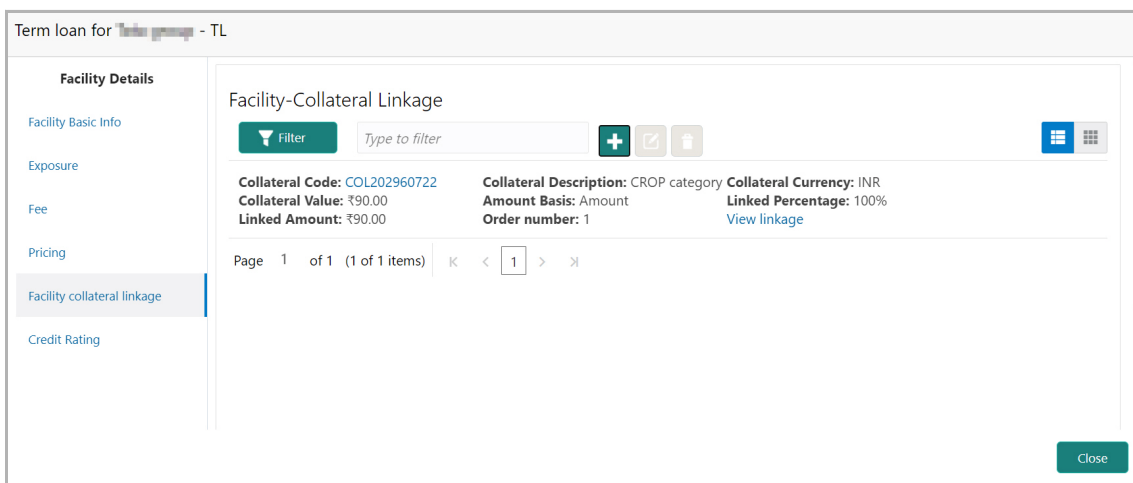 Term loan for - TL
Facility Details
Facility Basic Info
Exposure
Fee
Pricing
Facility collateral linkage
Credit Rating
Facility-Collateral Linkage
Filter
Type to filter
Collateral Code: COL202960722 Collateral Description: CROP category Collateral Currency: INR
Collateral Value: ₹90.00 Amount Basis: Amount Linked Percentage: 100%
Linked Amount: ₹90.00 Order number: 1 View linkage
Page 1 of 1 (1 of 1 items) 1
Close